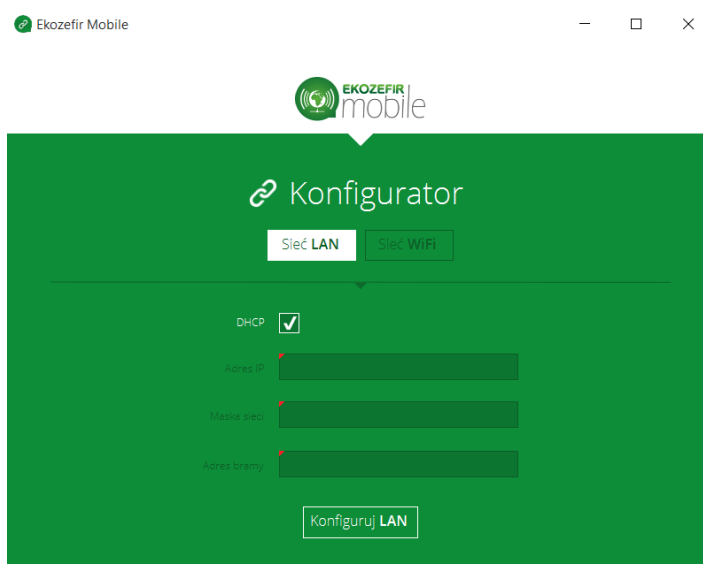 Ekozefir Mobile
EKOZEFIR
mobile
Konfigurator
Sieć LAN
Sieć WiFi
DHCP
Adres IP
Maska sieci
Adres bramy
Konfiguruj LAN